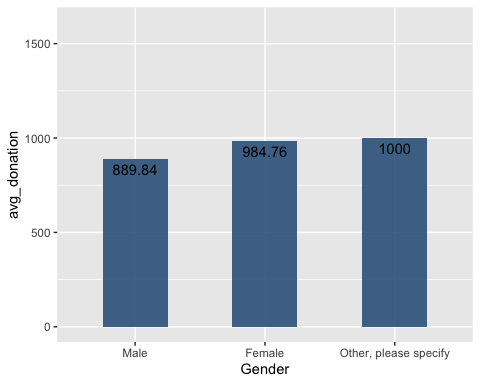 1500
1000
500
0
avg_donation
889.84
984.76
1000
Male
Female
Other, please specify
Gender